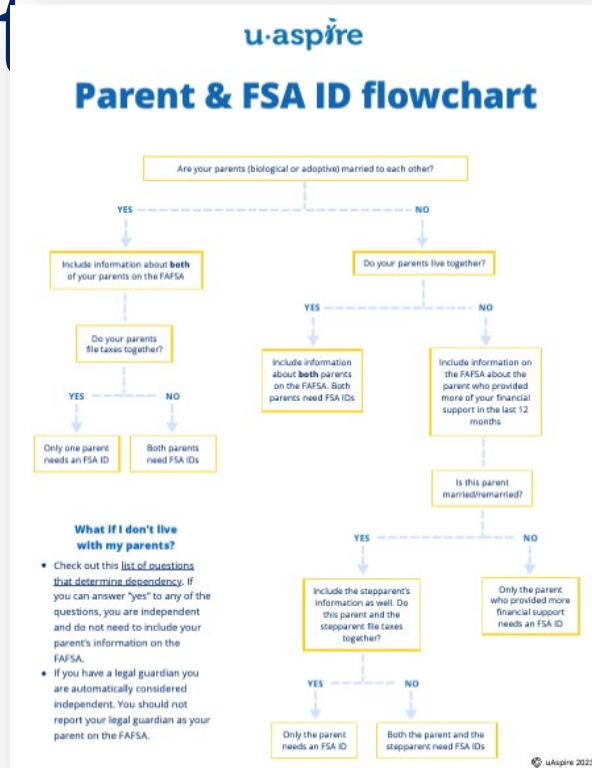 u·aspire
Parent & FSA ID flowchart
Are your parents (biological or adoptive) married to each other?
YES
NO
Include information about both
of your parents on the FAFSA
Do your parents live together?
YES
NO
Do your parents
file taxes together?
Include information
about both parents
on the FAFSA. Both
parents need FSA IDs
Include information on
the FAFSA about the
parent who provided
more of your financial
support in the last 12
months
YES
NO
Only one parent
needs an FSA ID
Both parents
need FSA IDs
Is this parent
married/remarried?
YES
NO
What if I don't live
with my parents?
• Check out this list of questions
that determine dependency. If
you can answer "yes" to any of the
questions, you are independent
and do not need to include your
parent's information on the
FAFSA.
• If you have a legal guardian you
are automatically considered
independent. You should not
report your legal guardian as your
parent on the FAFSA.
Include the stepparent's
information as well. Do
this parent and the
stepparent file taxes
together?
Only the parent
who provided more
financial support
needs an FSA ID
YES
NO
Only the parent
needs an FSA ID
Both the parent and the
stepparent need FSA IDs
© uAspire 2023